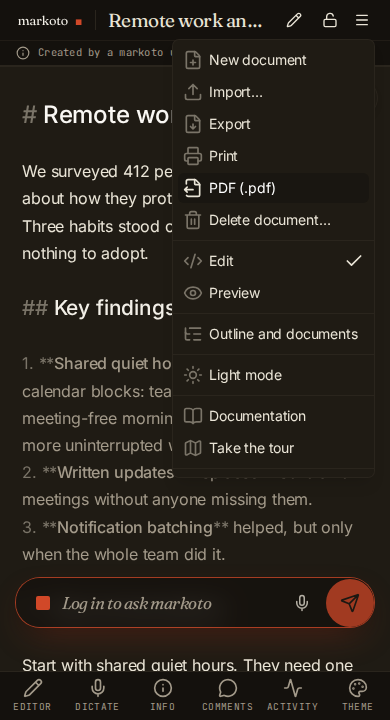 markoto
Remote work an...
Created by a markoto
New document
Import...
Export
Print
PDF (.pdf)
Delete document...
Edit
Preview
Outline and documents
Light mode
Documentation
Take the tour
# Remote wo
We surveyed 412 pe
about how they prot
Three habits stood o
nothing to adopt.
## Key findings
1. **Shared quiet ho
calendar blocks: tea
meeting-free mornin
more uninterrupted w
2. **Written updates
meetings without anyone missing them.
3. **Notification batching** helped, but only
when the whole team did it.
Log in to ask markoto
Start with shared quiet hours. They need one
EDITOR
DICTATE
INFO
COMMENTS
ACTIVITY
THEME